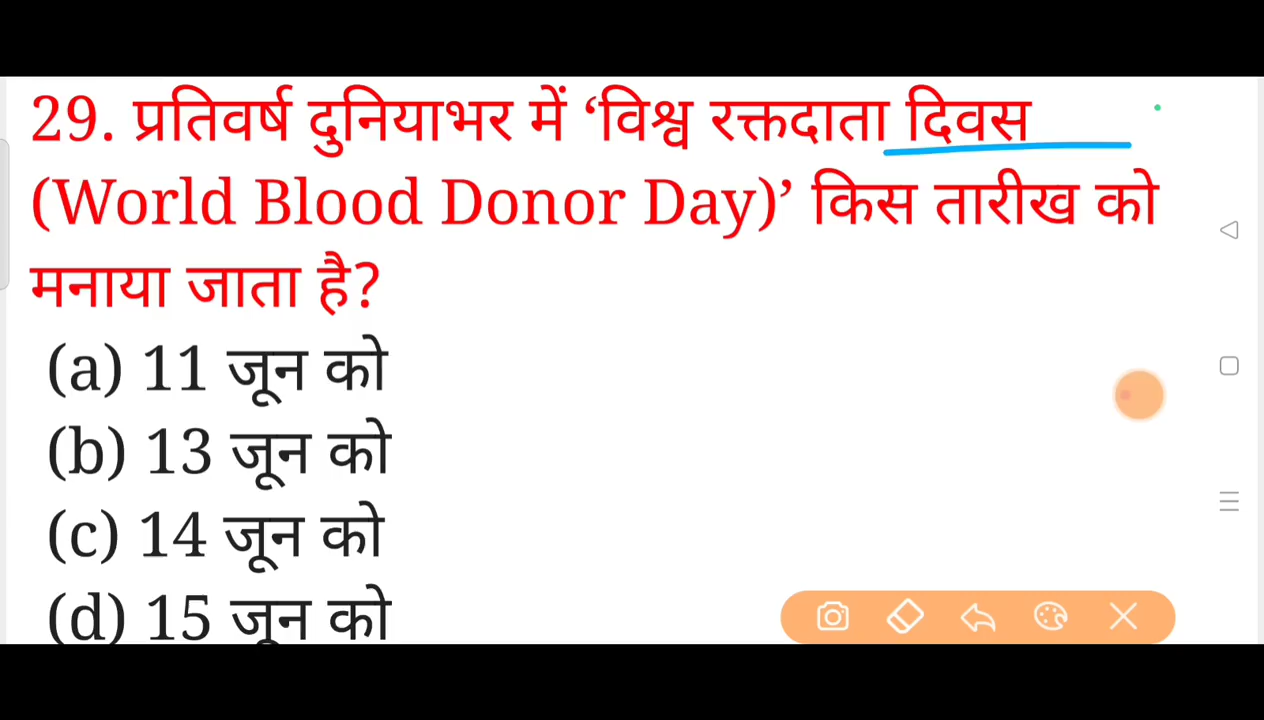 29. प्रतिवर्ष दुनियाभर में ‘विश्व रक्तदाता दिवस
(World Blood Donor Day)’ किस तारीख को
मनाया जाता है?
(a) 11 जून को
(b) 13 जून को
(c) 14 जून को
(d) 15 जून को